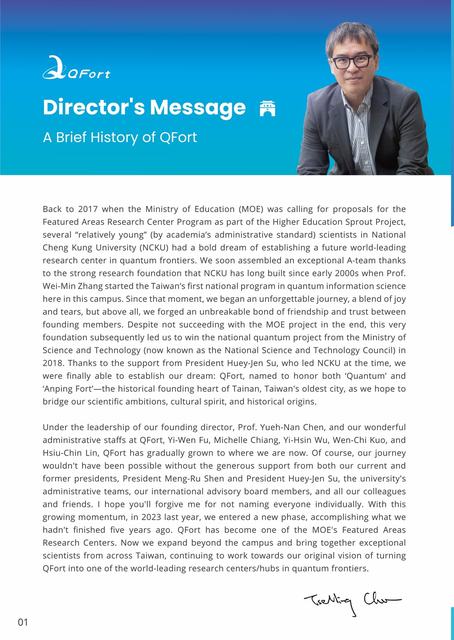 QFort
Director's Message
A Brief History of QFort
Back to 2017 when the Ministry of Education (MOE) was calling for proposals for the
Featured Areas Research Center Program as part of the Higher Education Sprout Project,
several “relatively young” (by academia’s administrative standard) scientists in National
Cheng Kung University (NCKU) had a bold dream of establishing a future world-leading
research center in quantum frontiers. We soon assembled an exceptional A-team thanks
to the strong research foundation that NCKU has long built since early 2000s when Prof.
Wei-Min Zhang started the Taiwan’s first national program in quantum information science
here in this campus. Since that moment, we began an unforgettable journey, a blend of joy
and tears, but above all, we forged an unbreakable bond of friendship and trust between
founding members. Despite not succeeding with the MOE project in the end, this very
foundation subsequently led us to win the national quantum project from the Ministry of
Science and Technology (now known as the National Science and Technology Council) in
2018. Thanks to the support from President Huey-Jen Su, who led NCKU at the time, we
were finally able to establish our dream: QFort, named to honor both ‘Quantum’ and
‘Anping Fort’—the historical founding heart of Tainan, Taiwan's oldest city, as we hope to
bridge our scientific ambitions, cultural spirit, and historical origins.
Under the leadership of our founding director, Prof. Yueh-Nan Chen, and our wonderful
administrative staffs at QFort, Yi-Wen Fu, Michelle Chiang, Yi-Hsin Wu, Wen-Chi Kuo, and
Hsiu-Chin Lin, QFort has gradually grown to where we are now. Of course, our journey
wouldn't have been possible without the generous support from both our current and
former presidents, President Meng-Ru Shen and President Huey-Jen Su, the university's
administrative teams, our international advisory board members, and all our colleagues
and friends. I hope you'll forgive me for not naming everyone individually. With this
growing momentum, in 2023 last year, we entered a new phase, accomplishing what we
hadn't finished five years ago. QFort has become one of the MOE's Featured Areas
Research Centers. Now we expand beyond the campus and bring together exceptional
scientists from across Taiwan, continuing to work towards our original vision of turning
QFort into one of the world-leading research centers/hubs in quantum frontiers.
01